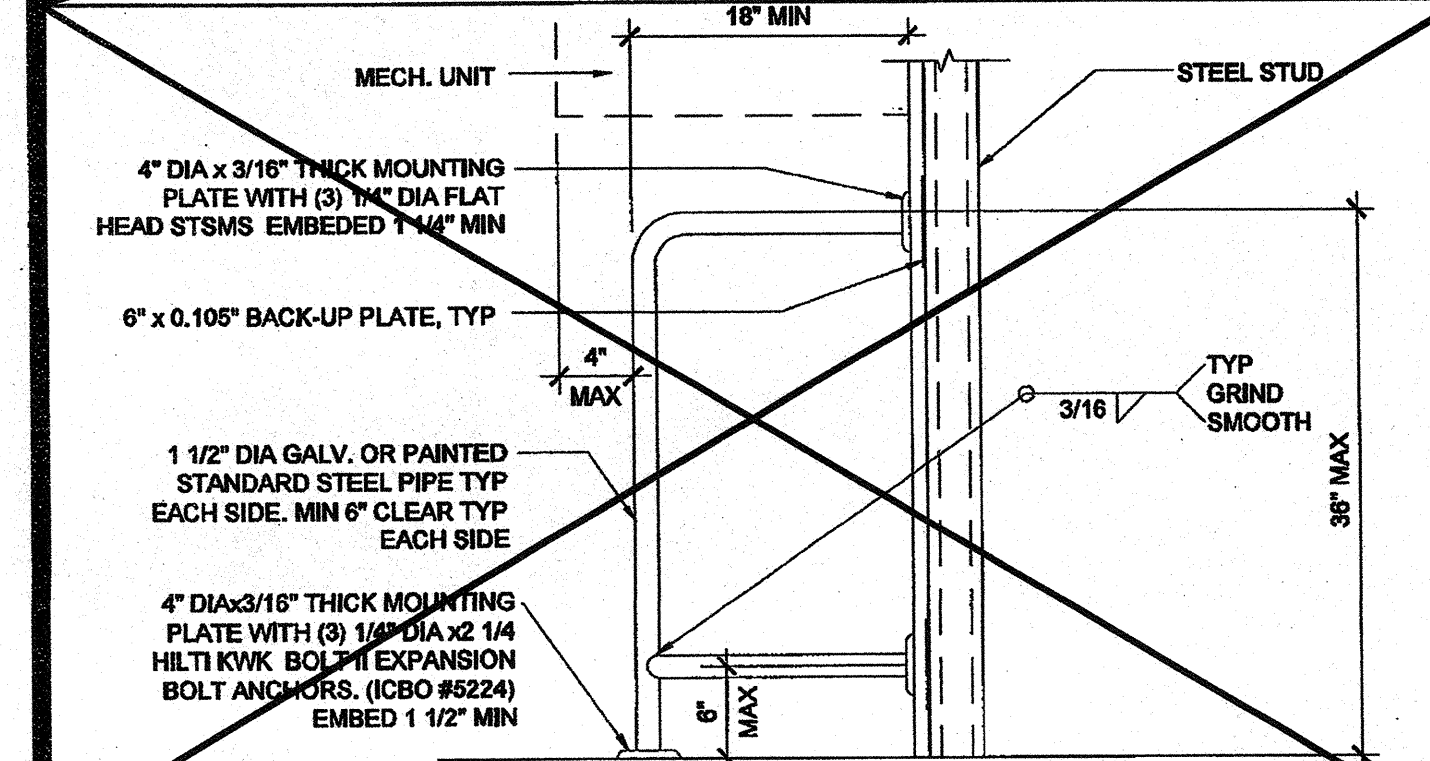 18" MIN
MECH. UNIT
STEEL STUD
4" DIA x 3/16" THICK MOUNTING
PLATE WITH (3) 1/4" DIA FLAT
HEAD STSMS EMBEDED 1 1/4" MIN
6" x 0.105" BACK-UP PLATE, TYP
4"
MAX
TYP
GRIND
SMOOTH
3/16
36" MAX
1 1/2" DIA GALV. OR PAINTED
STANDARD STEEL PIPE TYP
EACH SIDE. MIN 6" CLEAR TYP
EACH SIDE
4" DIAx3/16" THICK MOUNTING
PLATE WITH (3) 1/4" DIA x2 1/4
HILTI KWK BOLT II EXPANSION
BOLT ANCHORS. (ICBO #5224)
EMBED 1 1/2" MIN
6"
MAX